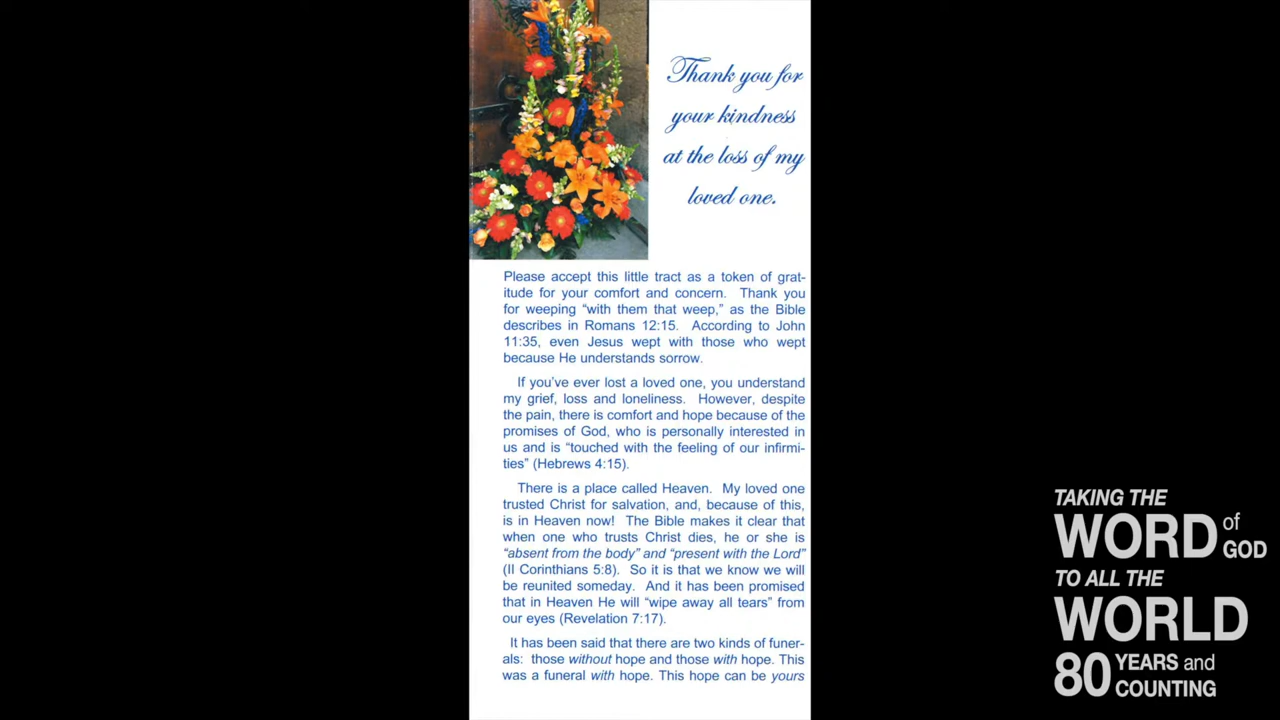 Thank you for
your kindness
at the loss of my
loved one.
Please accept this little tract as a token of grat-
itude for your comfort and concern. Thank you
for weeping “with them that weep,” as the Bible
describes in Romans 12:15. According to John
11:35, even Jesus wept with those who wept
because He understands sorrow.
If you’ve ever lost a loved one, you understand
my grief, loss and loneliness. However, despite
the pain, there is comfort and hope because of the
promises of God, who is personally interested in
us and is “touched with the feeling of our infirmi-
ties” (Hebrews 4:15).
There is a place called Heaven. My loved one
trusted Christ for salvation, and, because of this,
is in Heaven now! The Bible makes it clear that
when one who trusts Christ dies, he or she is
“absent from the body” and “present with the Lord”
(II Corinthians 5:8). So it is that we know we will
be reunited someday. And it has been promised
that in Heaven He will “wipe away all tears” from
our eyes (Revelation 7:17).
It has been said that there are two kinds of funer-
als: those without hope and those with hope. This
was a funeral with hope. This hope can be yours
TAKING THE
WORD of GOD
TO ALL THE
WORLD
80 YEARS and COUNTING